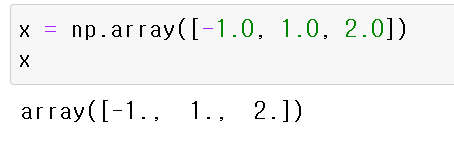 x = np.array([-1.0, 1.0, 2.0])
x
array([-1.,  1.,  2.])